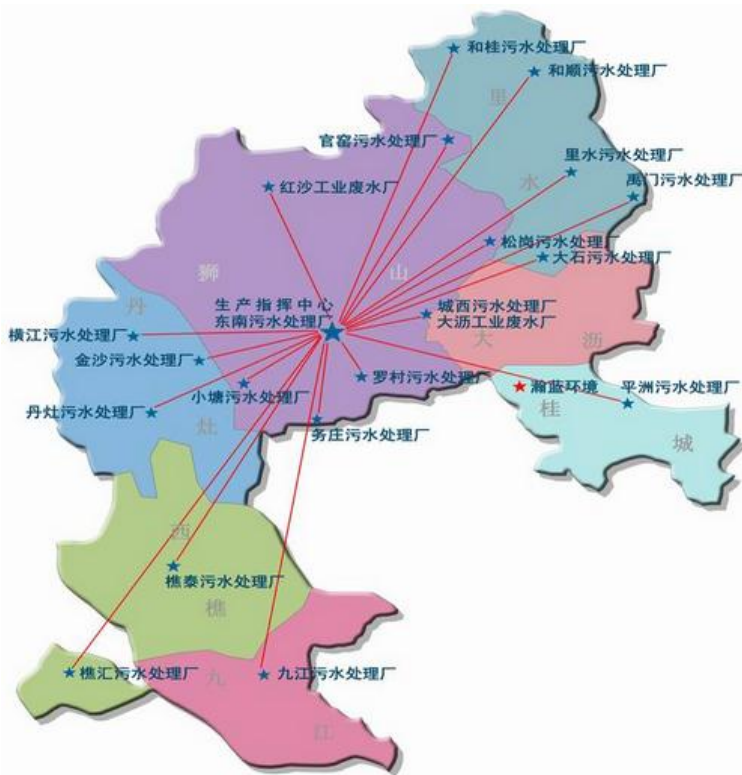 和桂污水处理厂
和顺污水处理厂
里
官窑污水处理厂
里水污水处理厂
水
禹门污水处理厂
红沙工业废水厂
松岗污水处理厂
大石污水处理厂
狮
山
丹
生产指挥中心
东南污水处理厂
城西污水处理厂
大沥工业废水厂
横江污水处理厂
大
沥
金沙污水处理厂
罗村污水处理厂
小塘污水处理厂
瀚蓝环境
平洲污水处理厂
丹灶污水处理厂
桂
灶
务庄污水处理厂
城
西
樵泰污水处理厂
樵
樵汇污水处理厂
九
九江污水处理厂
江